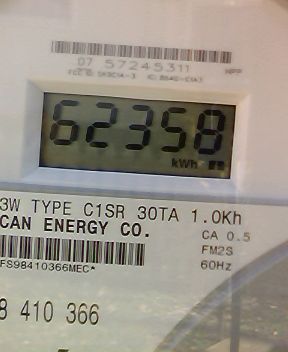 07 57245311
62358
kWh
3W TYPE C1SR 30TA 1.0Kh
CAN ENERGY CO.
CA 0.5
FM2S
60Hz
FS98410366MEC*
8 410 366